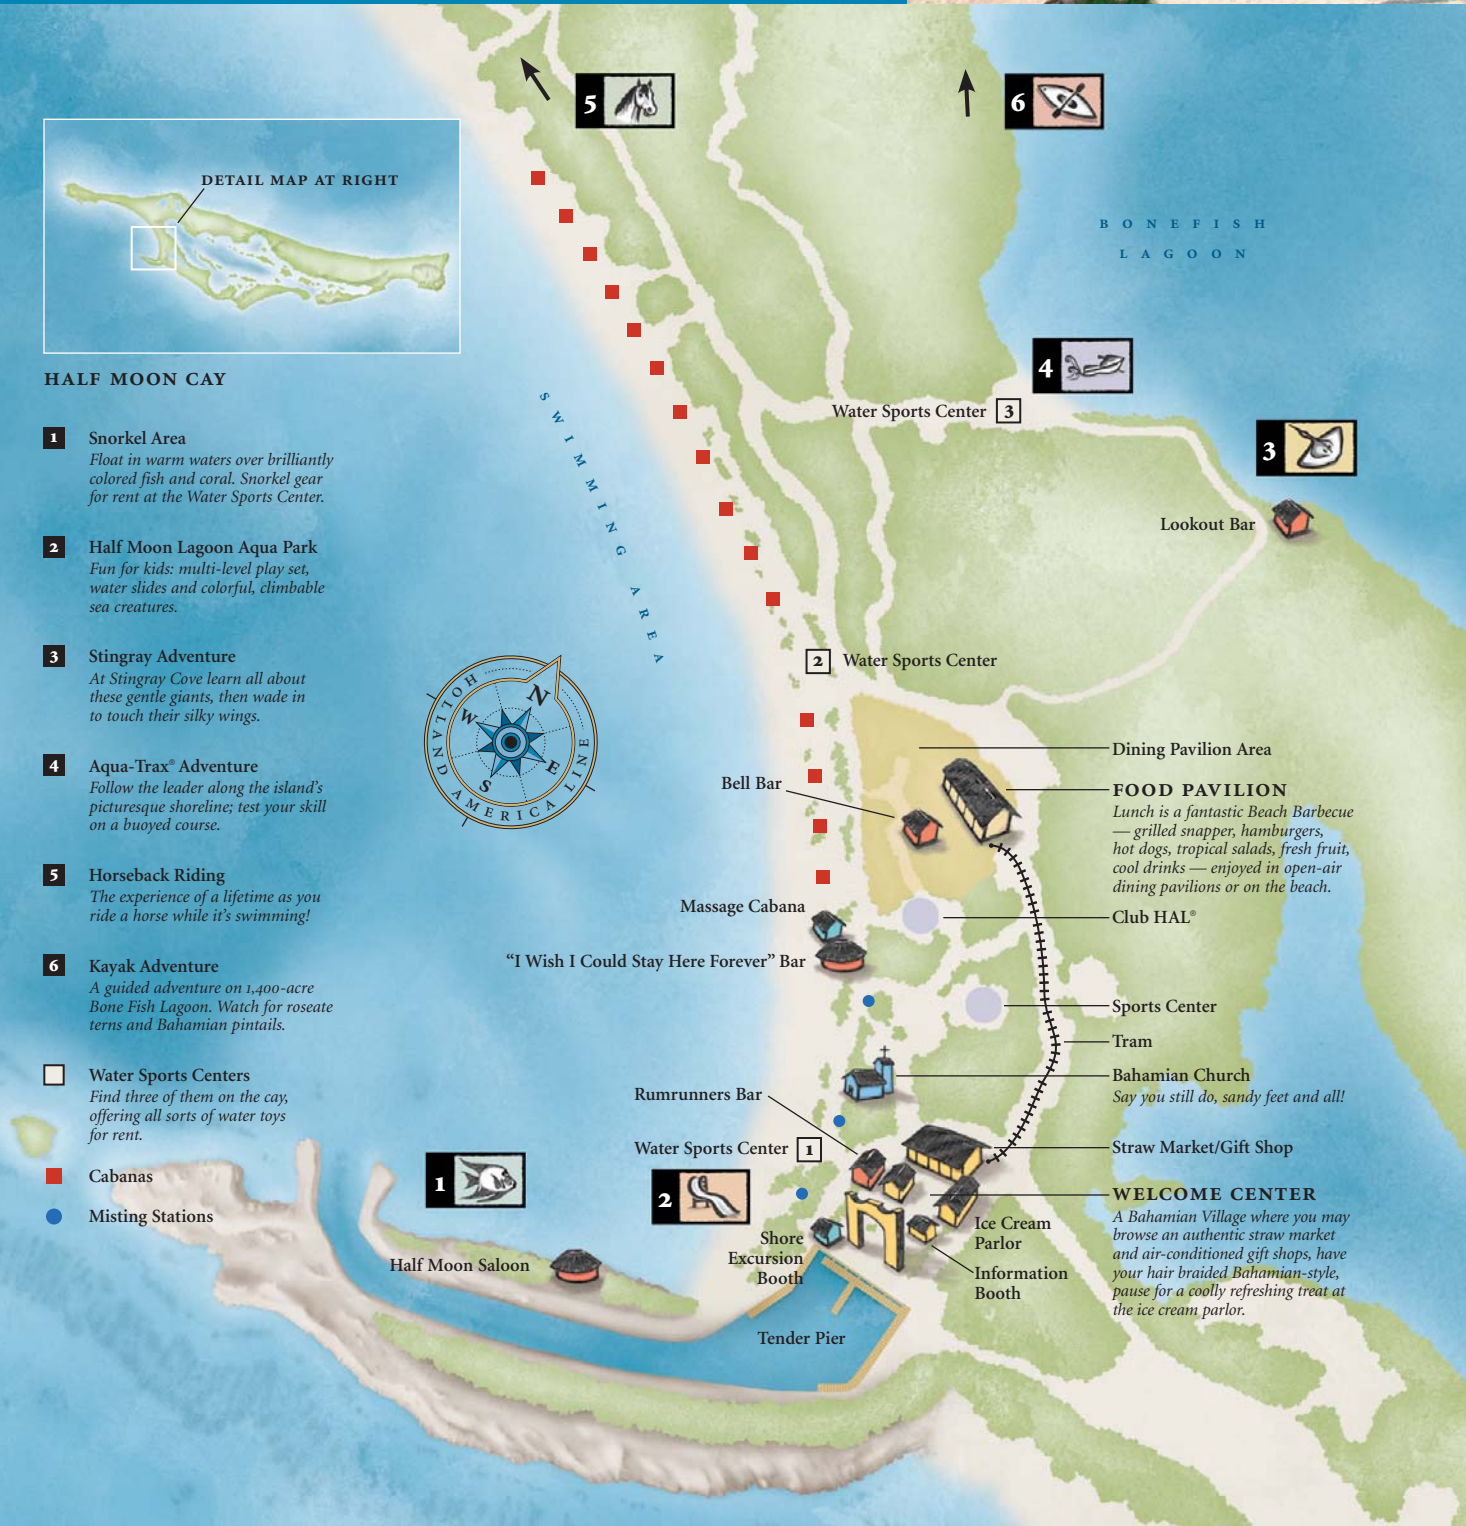 DETAIL MAP AT RIGHT
HALF MOON CAY
1 Snorkel Area
Float in warm waters over brilliantly
colored fish and coral. Snorkel gear
for rent at the Water Sports Center.
2 Half Moon Lagoon Aqua Park
Fun for kids: multi-level play set,
water slides and colorful, climbable
sea creatures.
3 Stingray Adventure
At Stingray Cove learn all about
these gentle giants, then wade in
to touch their silky wings.
4 Aqua-Trax® Adventure
Follow the leader along the island's
picturesque shoreline; test your skill
on a buoyed course.
5 Horseback Riding
The experience of a lifetime as you
ride a horse while it's swimming!
6 Kayak Adventure
A guided adventure on 1,400-acre
Bone Fish Lagoon. Watch for roseate
terns and Bahamian pintails.
Water Sports Centers
Find three of them on the cay,
offering all sorts of water toys
for rent.
Cabanas
Misting Stations
5
6
BONEFISH
LAGOON
4
Water Sports Center 3
3
Lookout Bar
SWIMMING AREA
2 Water Sports Center
HOLLAND AMERICA LINE
N
W
E
S
Dining Pavilion Area
Bell Bar
FOOD PAVILION
Lunch is a fantastic Beach Barbecue
— grilled snapper, hamburgers,
hot dogs, tropical salads, fresh fruit,
cool drinks — enjoyed in open-air
dining pavilions or on the beach.
Massage Cabana
Club HAL®
"I Wish I Could Stay Here Forever" Bar
Sports Center
Tram
Bahamian Church
Say you still do, sandy feet and all!
Rumrunners Bar
Water Sports Center 1
Straw Market/Gift Shop
1
2
WELCOME CENTER
A Bahamian Village where you may
browse an authentic straw market
and air-conditioned gift shops, have
your hair braided Bahamian-style,
pause for a coolly refreshing treat at
the ice cream parlor.
Ice Cream
Parlor
Shore
Excursion
Booth
Half Moon Saloon
Information
Booth
Tender Pier